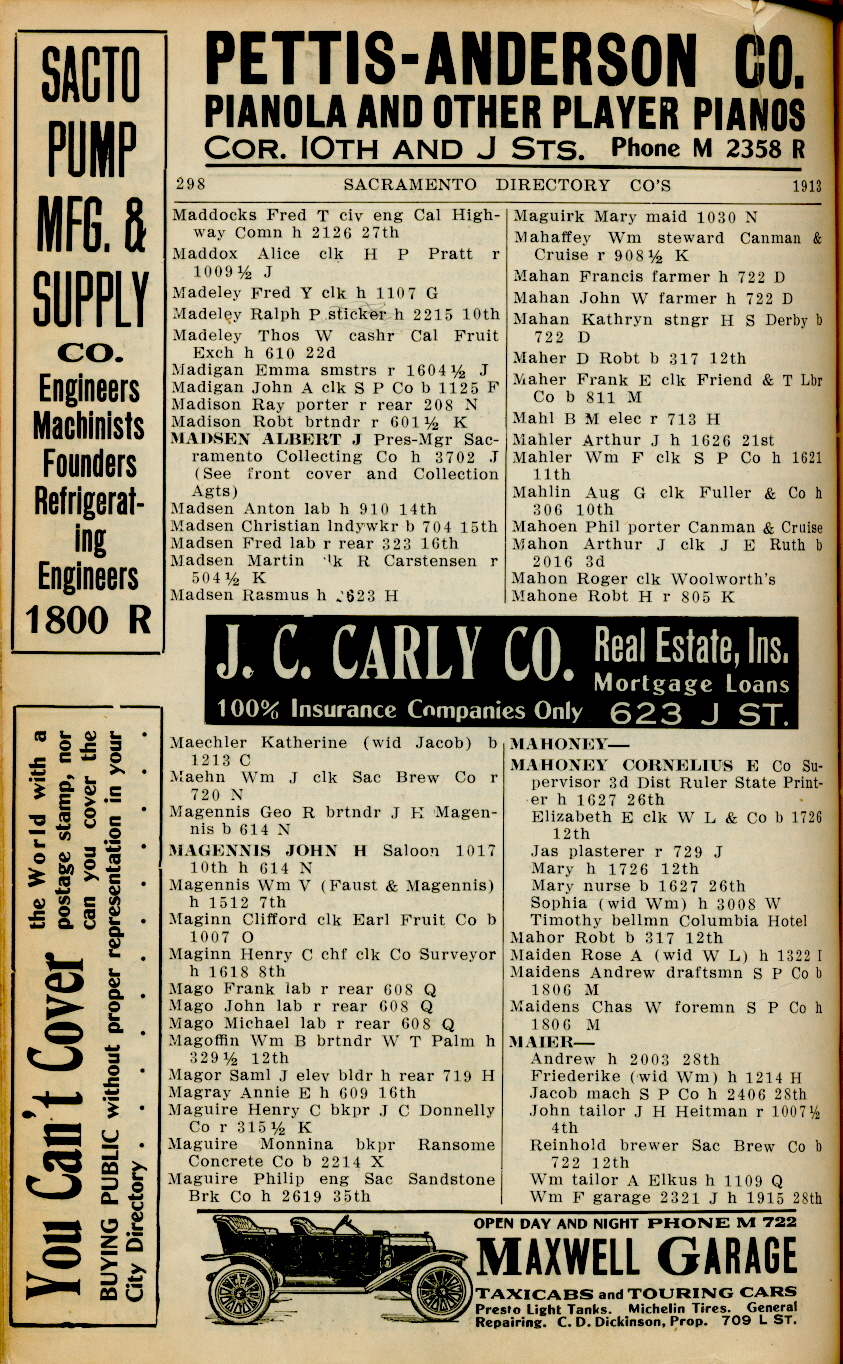 PETTIS-ANDERSON CO.
PIANOLA AND OTHER PLAYER PIANOS
COR. 10TH AND J STS. Phone M 2358 R
SACTO
PUMP
MFG. &
SUPPLY
CO.
Engineers
Machinists
Founders
Refrigerat-
ing
Engineers
1800 R
298 SACRAMENTO DIRECTORY CO'S 1913
Maddocks Fred T civ eng Cal High-
way Comn h 2126 27th
Maddox Alice clk H P Pratt r
1009½ J
Madeley Fred Y clk h 1107 G
Madeley Ralph P sticker h 2215 10th
Madeley Thos W cashr Cal Fruit
Exch h 610 22d
Madigan Emma smstrs r 1604½ J
Madigan John A clk S P Co b 1125 F
Madison Ray porter r rear 208 N
Madison Robt brtndr r 601½ K
MADSEN ALBERT J Pres-Mgr Sac-
ramento Collecting Co h 3702 J
(See front cover and Collection
Agts)
Madsen Anton lab h 910 14th
Madsen Christian lndywkr b 704 15th
Madsen Fred lab r rear 323 16th
Madsen Martin clk R Carstensen r
504½ K
Madsen Rasmus h 2623 H
Maguirk Mary maid 1030 N
Mahaffey Wm steward Canman &
Cruise r 908½ K
Mahan Francis farmer h 722 D
Mahan John W farmer h 722 D
Mahan Kathryn stngr H S Derby b
722 D
Maher D Robt b 317 12th
Maher Frank E clk Friend & T Lbr
Co b 811 M
Mahl B M elec r 713 H
Mahler Arthur J h 1626 21st
Mahler Wm F clk S P Co h 1621
11th
Mahlin Aug G clk Fuller & Co h
306 10th
Mahoen Phil porter Canman & Cruise
Mahon Arthur J clk J E Ruth b
2016 3d
Mahon Roger clk Woolworth's
Mahone Robt H r 805 K
J. C. CARLY CO. Real Estate, Ins.
Mortgage Loans
100% Insurance Companies Only 623 J ST.
You Can't Cover the World with a
postage stamp, nor
can you cover the
BUYING PUBLIC without proper representation in your
City Directory . . . . . . . . . . .
Maechler Katherine (wid Jacob) b
1213 C
Maehn Wm J clk Sac Brew Co r
720 N
Magennis Geo R brtndr J H Magen-
nis b 614 N
MAGENNIS JOHN H Saloon 1017
10th h 614 N
Magennis Wm V (Faust & Magennis)
h 1512 7th
Maginn Clifford clk Earl Fruit Co b
1007 O
Maginn Henry C chf clk Co Surveyor
h 1618 8th
Mago Frank lab r rear 608 Q
Mago John lab r rear 608 Q
Mago Michael lab r rear 608 Q
Magoffin Wm B brtndr W T Palm h
329½ 12th
Magor Saml J elev bldr h rear 719 H
Magray Annie E h 609 16th
Maguire Henry C bkpr J C Donnelly
Co r 315½ K
Maguire Monnina bkpr Ransome
Concrete Co b 2214 X
Maguire Philip eng Sac Sandstone
Brk Co h 2619 35th
MAHONEY—
MAHONEY CORNELIUS E Co Su-
pervisor 3d Dist Ruler State Print-
er h 1627 26th
Elizabeth E clk W L & Co b 1726
12th
Jas plasterer r 729 J
Mary h 1726 12th
Mary nurse b 1627 26th
Sophia (wid Wm) h 3008 W
Timothy bellmn Columbia Hotel
Mahor Robt b 317 12th
Maiden Rose A (wid W L) h 1322 I
Maidens Andrew draftsmn S P Co b
1806 M
Maidens Chas W foremn S P Co h
1806 M
MAIER—
Andrew h 2003 28th
Friederike (wid Wm) h 1214 H
Jacob mach S P Co h 2406 28th
John tailor J H Heitman r 1007½
4th
Reinhold brewer Sac Brew Co b
722 12th
Wm tailor A Elkus h 1109 Q
Wm F garage 2321 J h 1915 28th
OPEN DAY AND NIGHT PHONE M 722
MAXWELL GARAGE
TAXICABS and TOURING CARS
Presto Light Tanks. Michelin Tires. General
Repairing. C. D. Dickinson, Prop. 709 L ST.